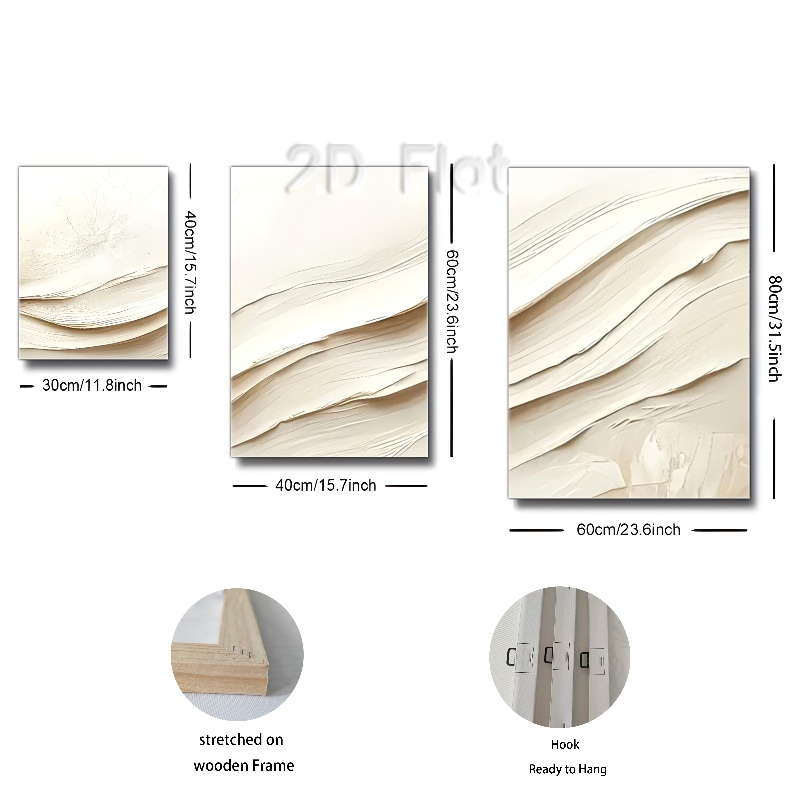 2D Flat
40cm/15.7inch
30cm/11.8inch
60cm/23.6inch
40cm/15.7inch
80cm/31.5inch
60cm/23.6inch
stretched on
wooden Frame
Hook
Ready to Hang